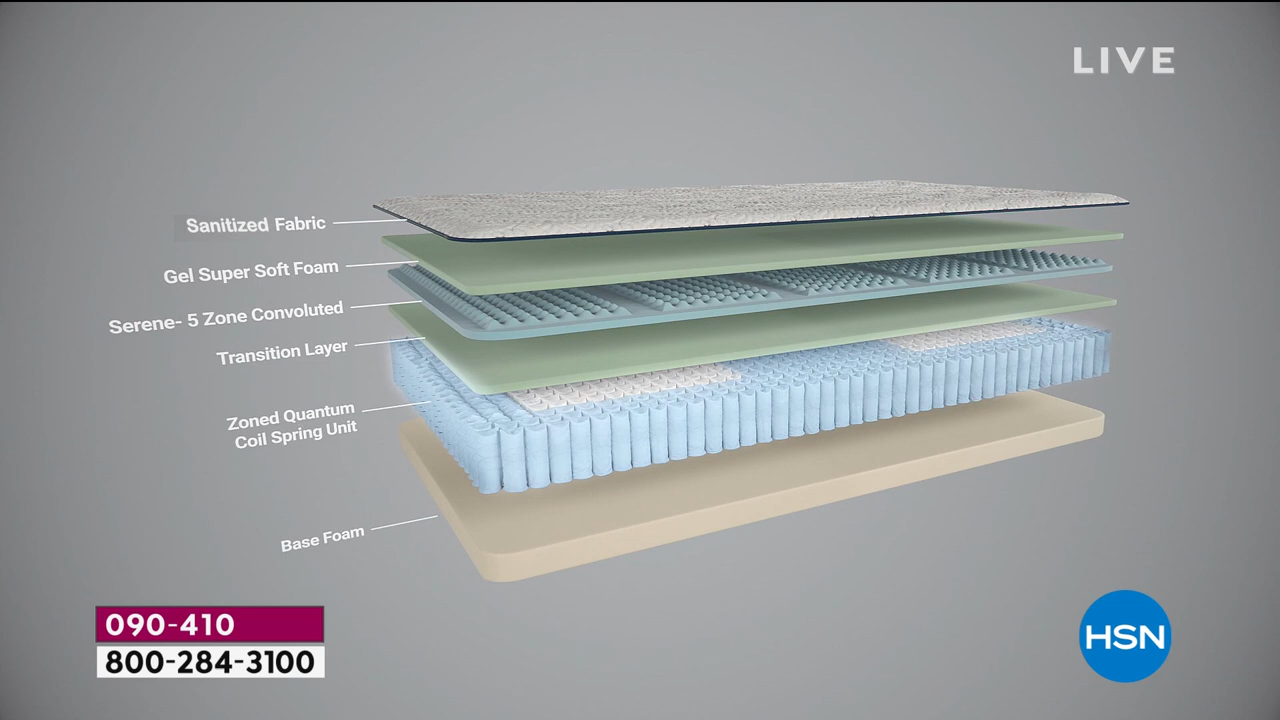 LIVE
Sanitized Fabric
Gel Super Soft Foam
Serene- 5 Zone Convoluted
Transition Layer
Zoned Quantum
Coil Spring Unit
Base Foam
090-410
800-284-3100
HSN